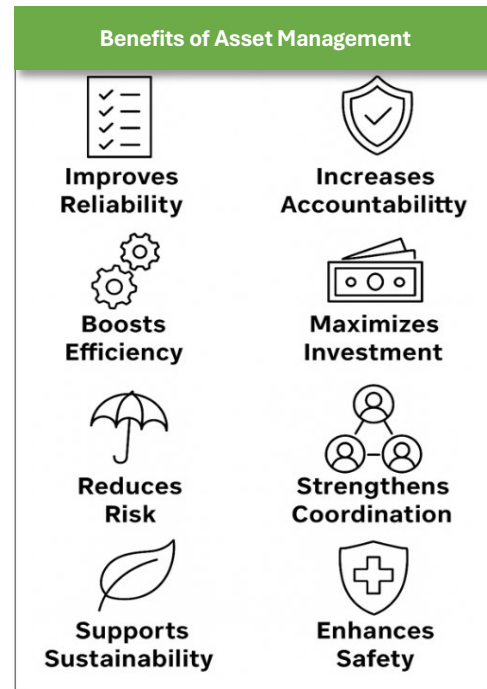 Benefits of Asset Management
Improves
Reliability
Increases
Accountabilitty
Boosts
Efficiency
Maximizes
Investment
Reduces
Risk
Strengthens
Coordination
Supports
Sustainability
Enhances
Safety